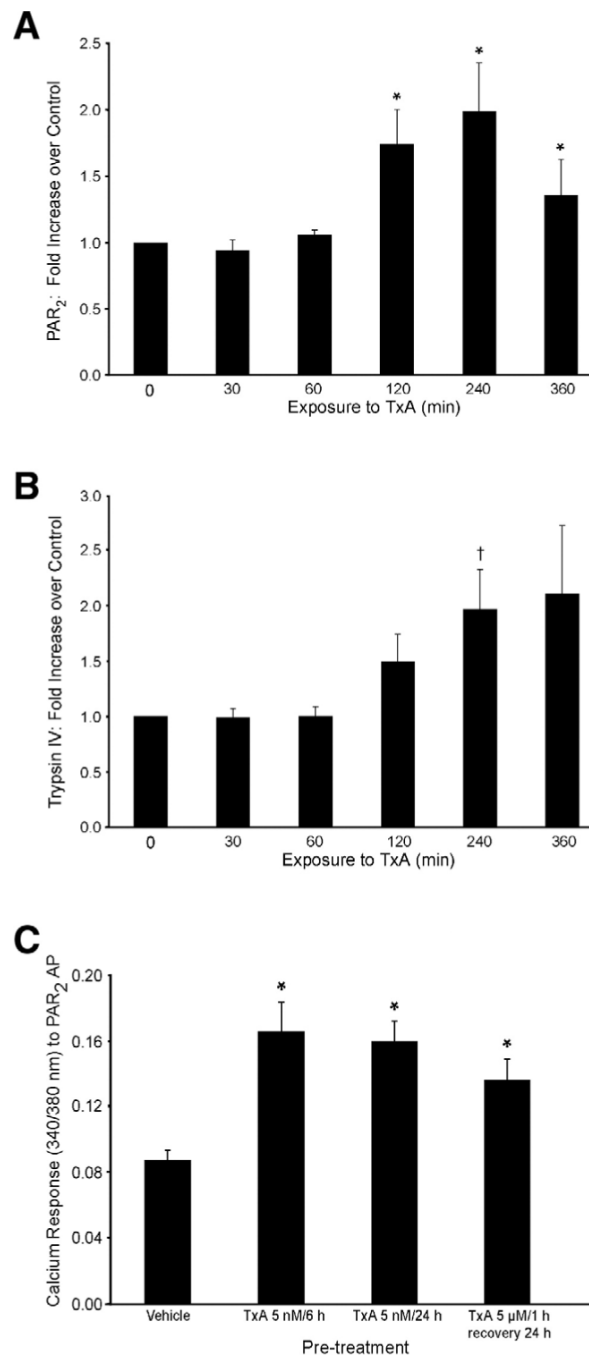 A
PAR2: Fold Increase over Control
2.5
2.0
1.5
1.0
0.5
0.0
*
*
*
0 30 60 120 240 360
Exposure to TxA (min)
B
Trypsin IV: Fold Increase over Control
3.0
2.5
2.0
1.5
1.0
0.5
0.0
†
0 30 60 120 240 360
Exposure to TxA (min)
C
Calcium Response (340/380 nm) to PAR2 AP
0.20
0.16
0.12
0.08
0.04
0.00
*
*
*
Vehicle TxA 5 nM/6 h TxA 5 nM/24 h TxA 5 µM/1 h
recovery 24 h
Pre-treatment